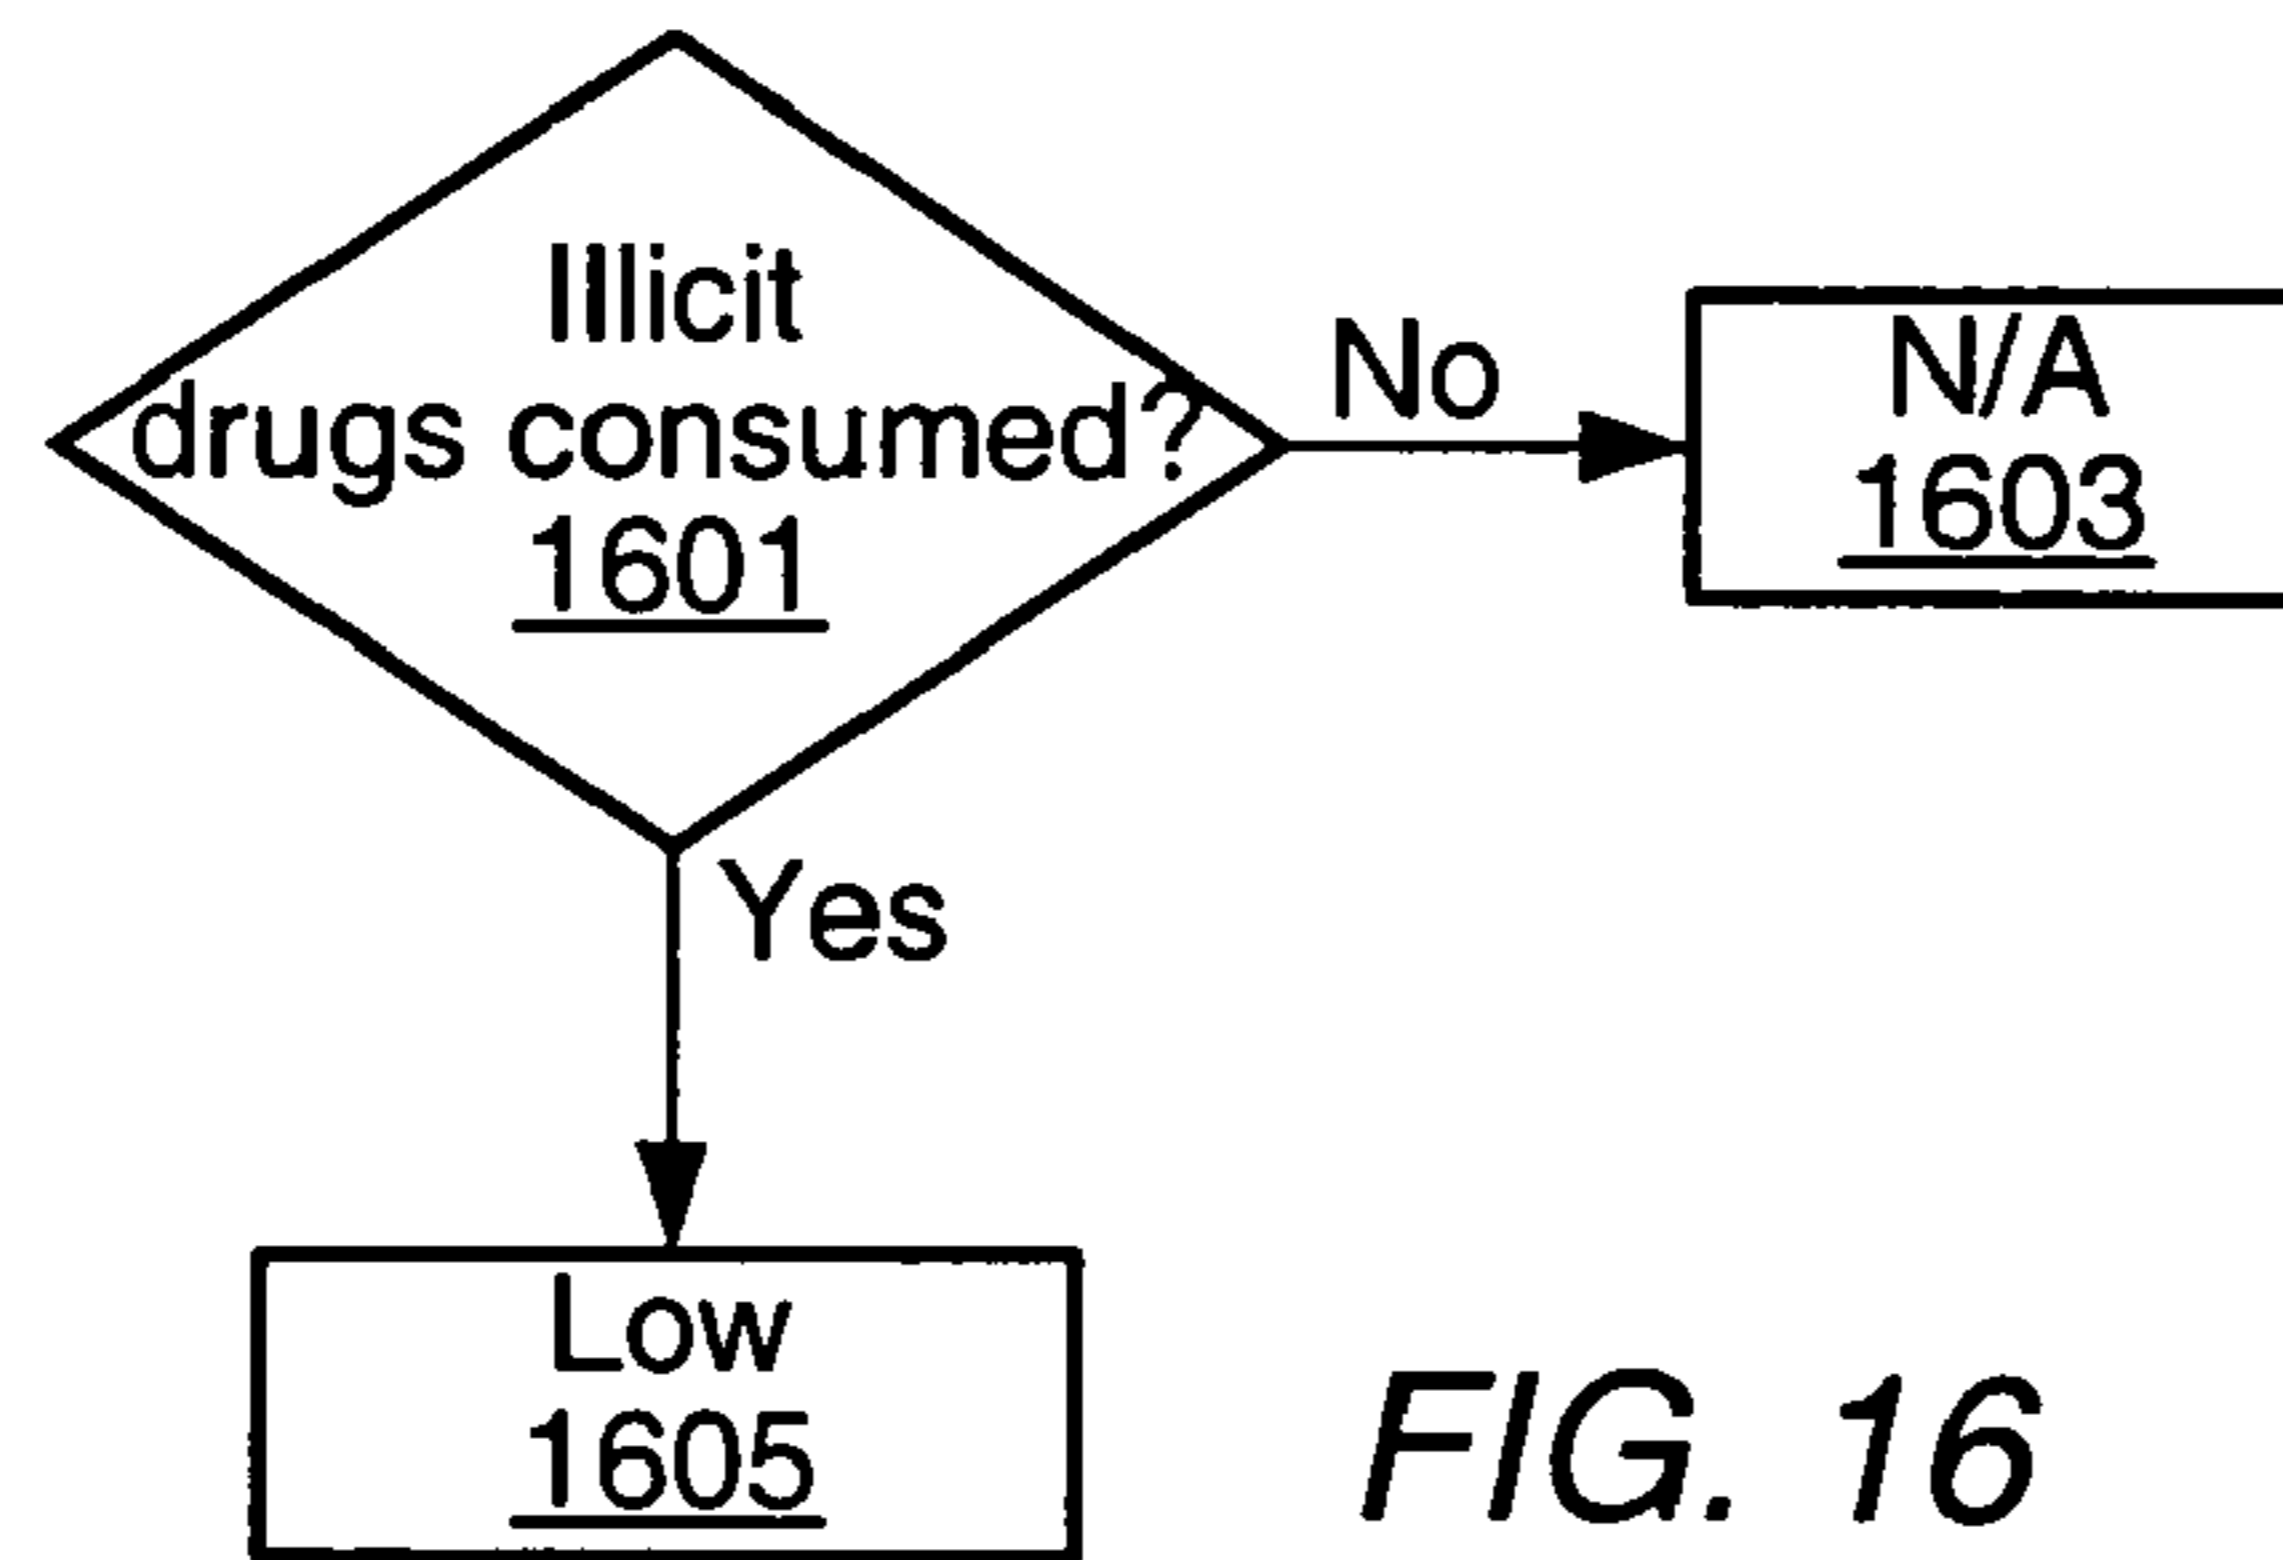 Illicit
drugs consumed?
1601
No
N/A
1603
Yes
Low
1605
FIG. 16